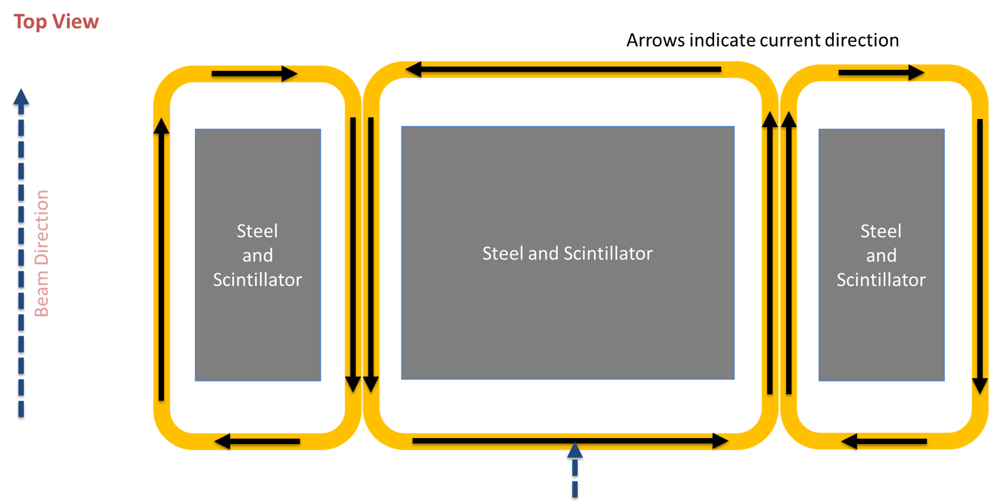 Top View
Arrows indicate current direction
Beam Direction
Steel
and
Scintillator
Steel and Scintillator
Steel
and
Scintillator